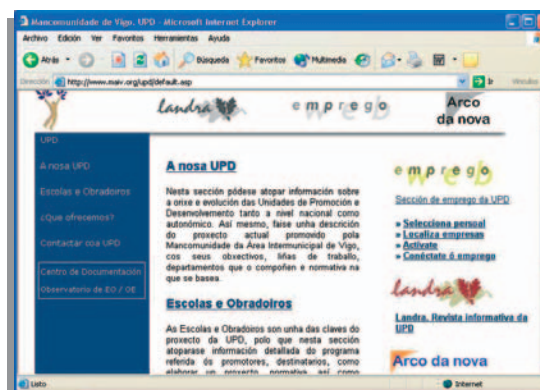 Mancomunidade de Vigo, UPD - Microsoft Internet Explorer
Archivo Edición Ver Favoritos Herramientas Ayuda
Atrás Búsqueda Favoritos Multimedia
Dirección http://www.maiv.org/upd/default.asp Ir Vínculos
landra emprego Arco da nova
UPD
A nosa UPD
Escolas e Obradoiros
¿Que ofrecemos?
Contactar coa UPD
Centro de Documentación
Observatorio de EO / OE
A nosa UPD
Nesta sección pódese atopar información sobre
a orixe e evolución das Unidades de Promoción e
Desenvolvemento tanto a nivel nacional como
autonómico. Así mesmo, faise unha descrición
do proxecto actual promovido pola
Mancomunidade da Área Intermunicipal de Vigo,
cos seus obxectivos, liñas de traballo,
departamentos que o compoñen e normativa na
que se basea.
Escolas e Obradoiros
As Escolas e Obradoiros son unha das claves do
proxecto da UPD, polo que nesta sección
atoparase información detallada do programa
referida ós promotores, destinatarios, como
elaborar un proxecto, normativa, así como
emprego
Sección de emprego da UPD
» Selecciona persoal
» Localiza empresas
» Actívate
» Conéctate ó emprego
landra
Landra. Revista informativa da
UPD
Arco da nova
Listo Internet